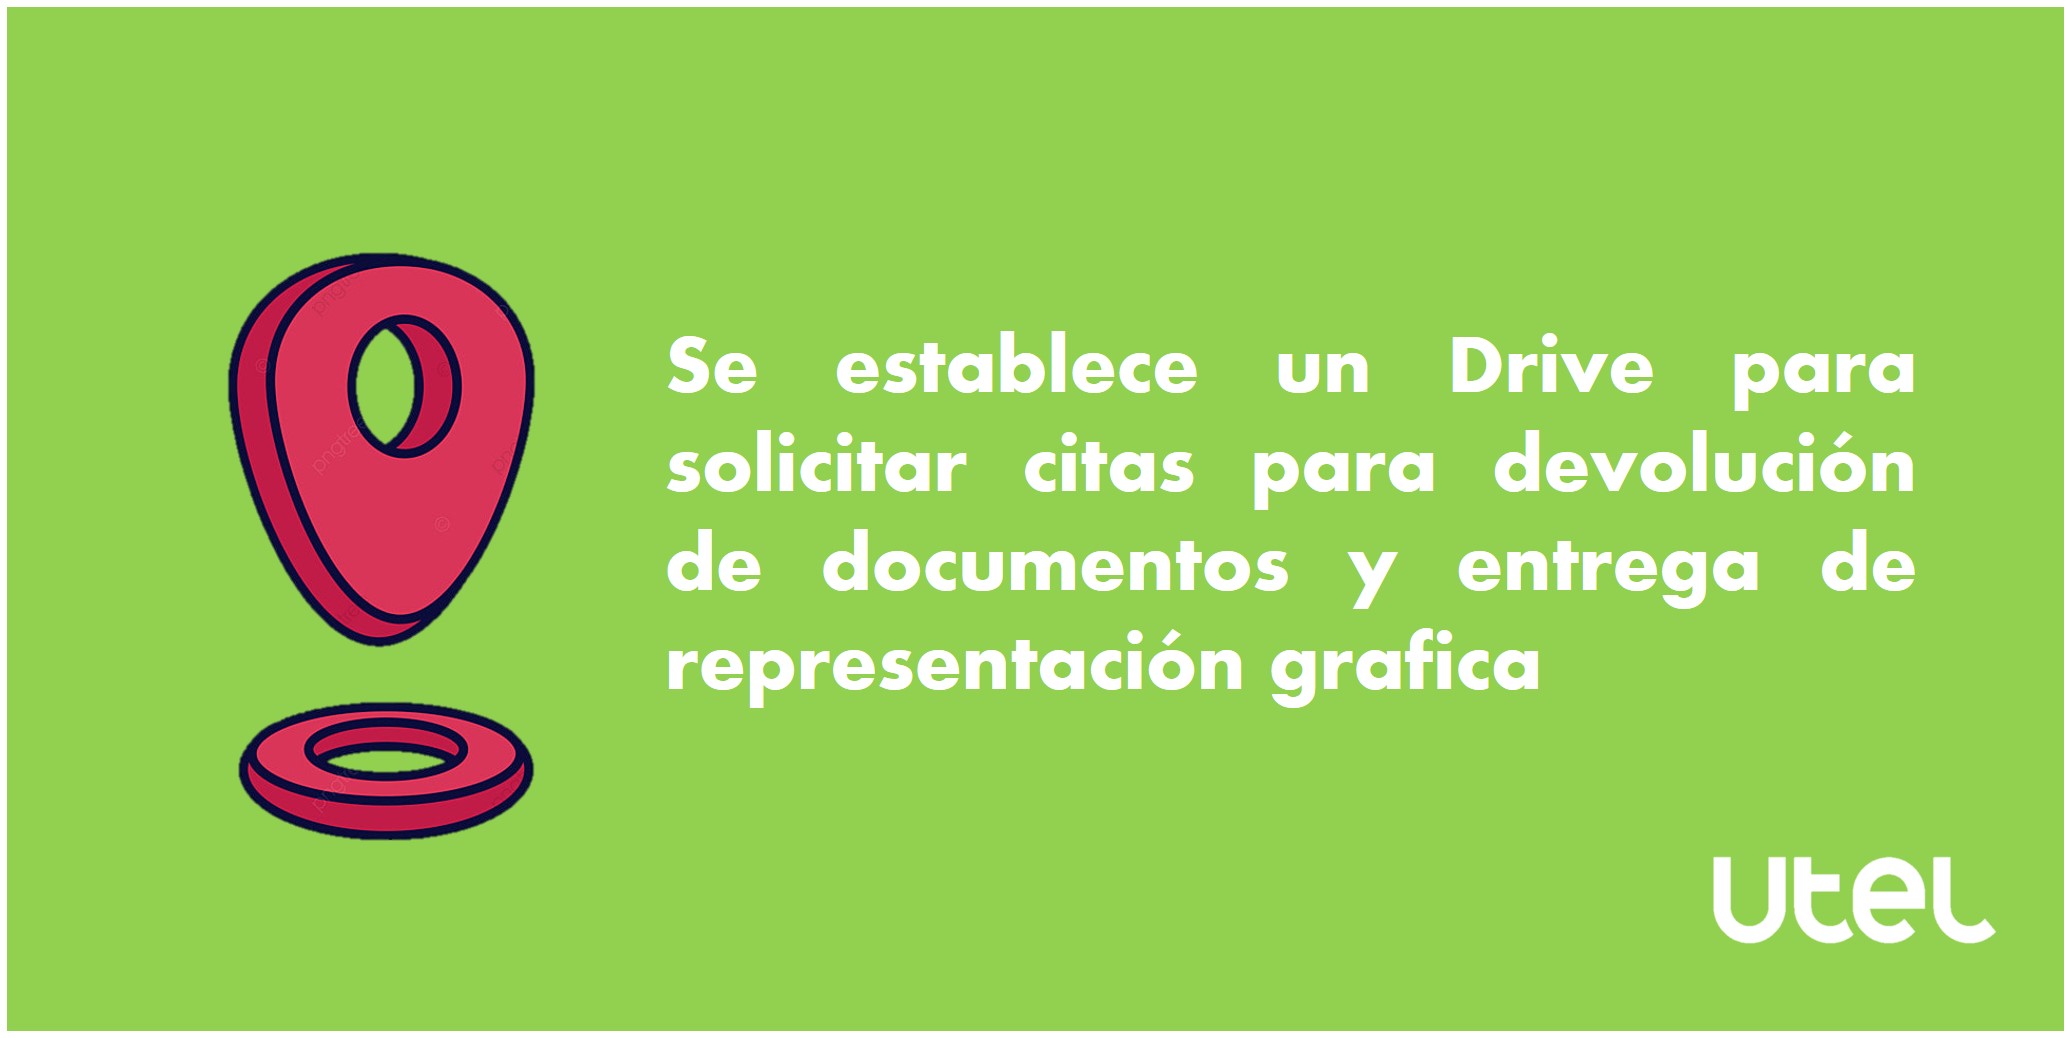 Se establece un Drive para
solicitar citas para devolución
de documentos y entrega de
representación grafica
utel